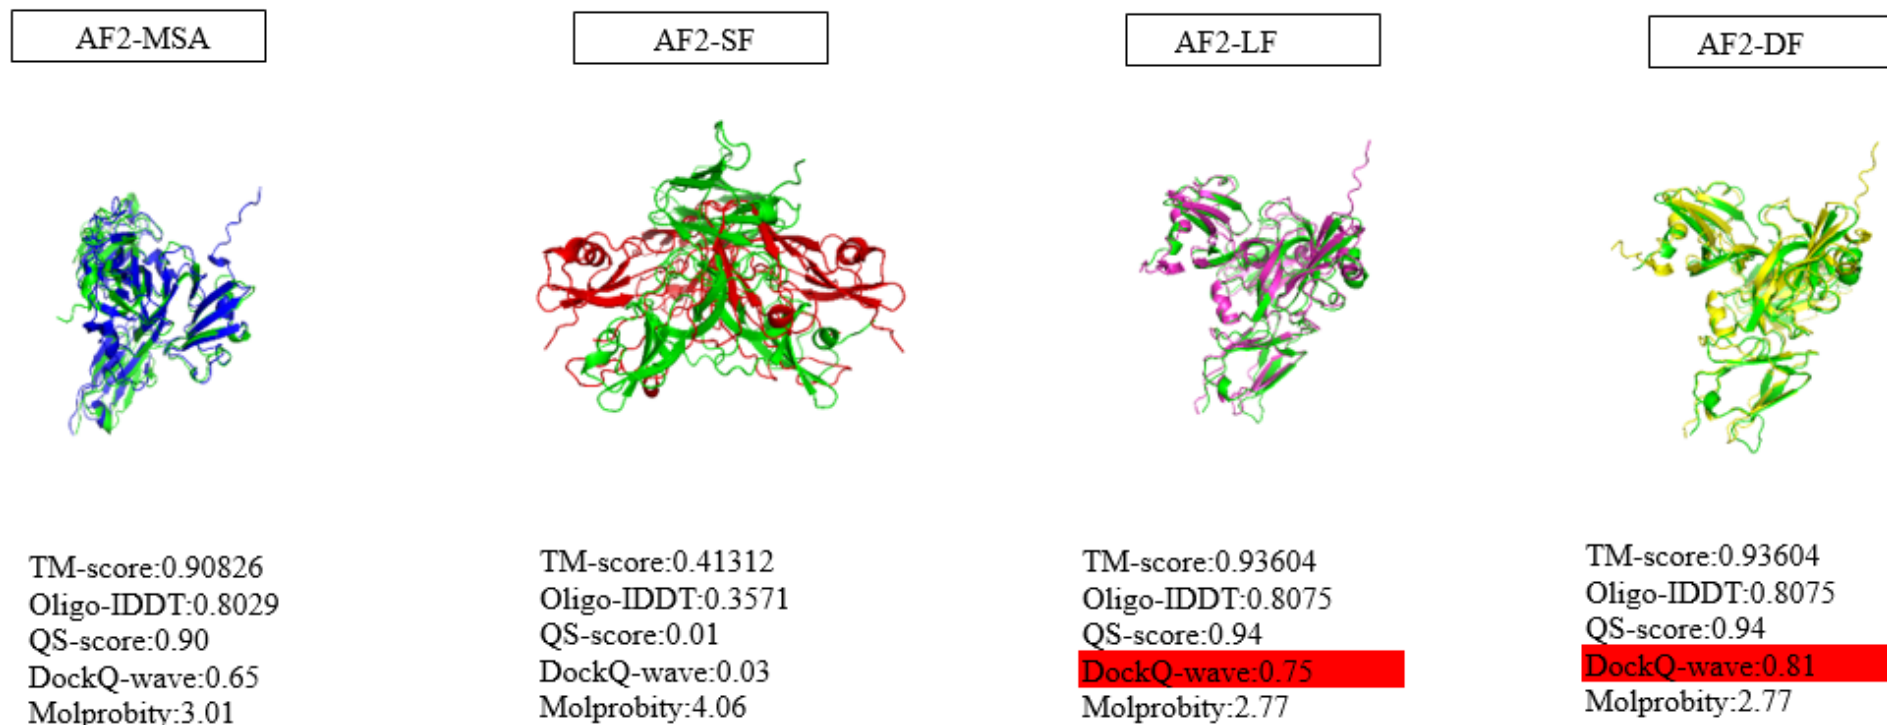 AF2-MSA
AF2-SF
AF2-LF
AF2-DF
TM-score:0.90826
Oligo-IDDT:0.8029
QS-score:0.90
DockQ-wave:0.65
Molprobity:3.01
TM-score:0.41312
Oligo-IDDT:0.3571
QS-score:0.01
DockQ-wave:0.03
Molprobity:4.06
TM-score:0.93604
Oligo-IDDT:0.8075
QS-score:0.94
DockQ-wave:0.75
Molprobity:2.77
TM-score:0.93604
Oligo-IDDT:0.8075
QS-score:0.94
DockQ-wave:0.81
Molprobity:2.77